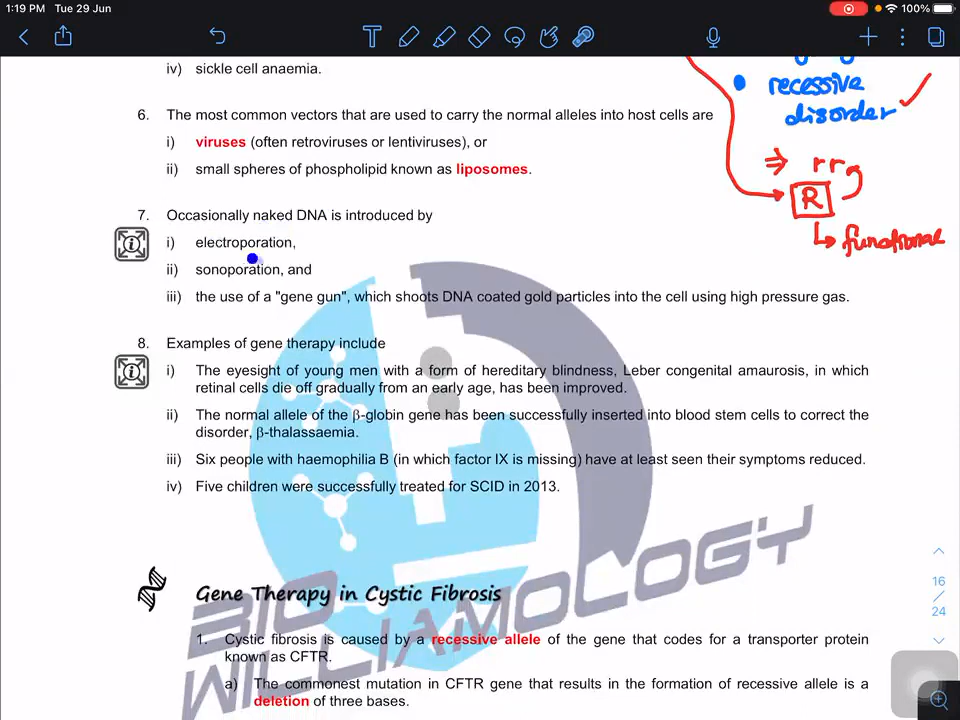 1:19 PM Tue 29 Jun
100%
iv) sickle cell anaemia.
recessive
disorder
6. The most common vectors that are used to carry the normal alleles into host cells are
i) viruses (often retroviruses or lentiviruses), or
ii) small spheres of phospholipid known as liposomes.
⇒ rr
R
↳ functional
7. Occasionally naked DNA is introduced by
i) electroporation,
ii) sonoporation, and
iii) the use of a "gene gun", which shoots DNA coated gold particles into the cell using high pressure gas.
8. Examples of gene therapy include
i) The eyesight of young men with a form of hereditary blindness, Leber congenital amaurosis, in which
retinal cells die off gradually from an early age, has been improved.
ii) The normal allele of the β-globin gene has been successfully inserted into blood stem cells to correct the
disorder, β-thalassaemia.
iii) Six people with haemophilia B (in which factor IX is missing) have at least seen their symptoms reduced.
iv) Five children were successfully treated for SCID in 2013.
BIO
WILLIAMOLOGY
Gene Therapy in Cystic Fibrosis
1. Cystic fibrosis is caused by a recessive allele of the gene that codes for a transporter protein
known as CFTR.
a) The commonest mutation in CFTR gene that results in the formation of recessive allele is a
deletion of three bases.
16
/
24